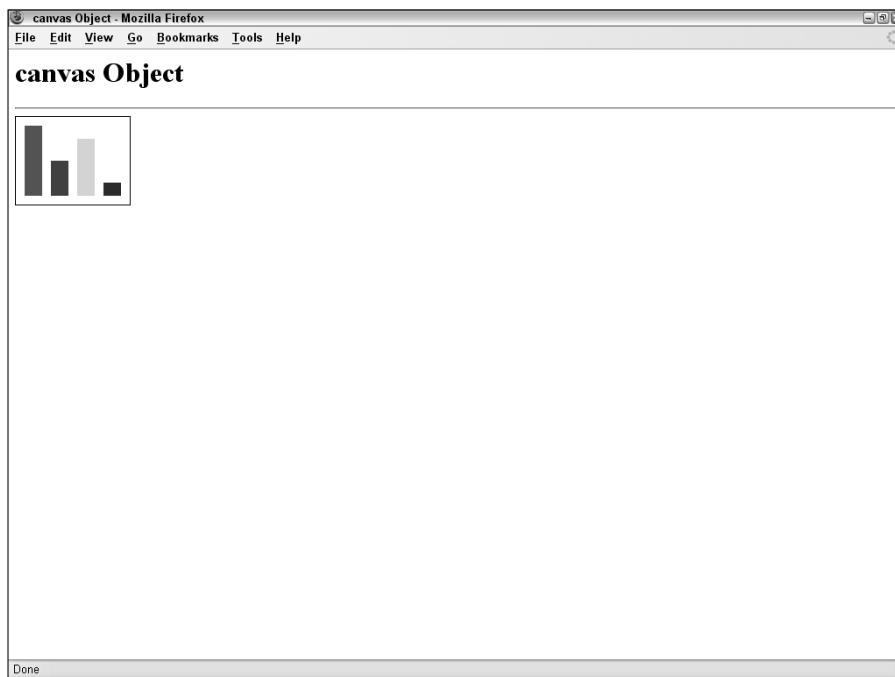 canvas Object - Mozilla Firefox
File Edit View Go Bookmarks Tools Help
canvas Object
Done